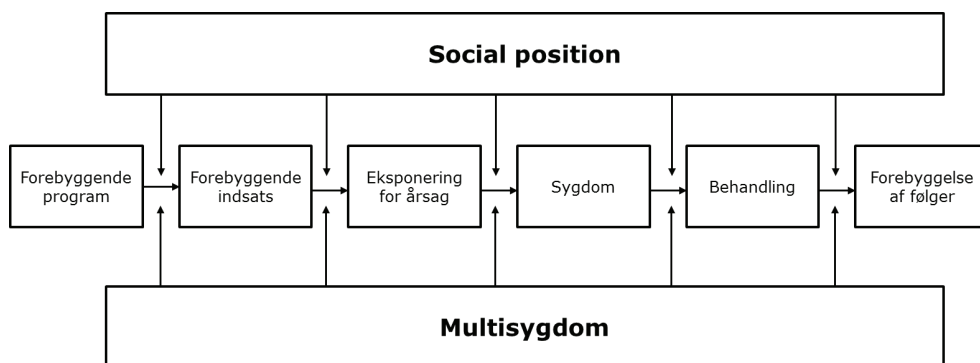 Social position
Forebyggende
program
Forebyggende
indsats
Eksponering
for årsag
Sygdom
Behandling
Forebyggelse
af følger
Multisygdom